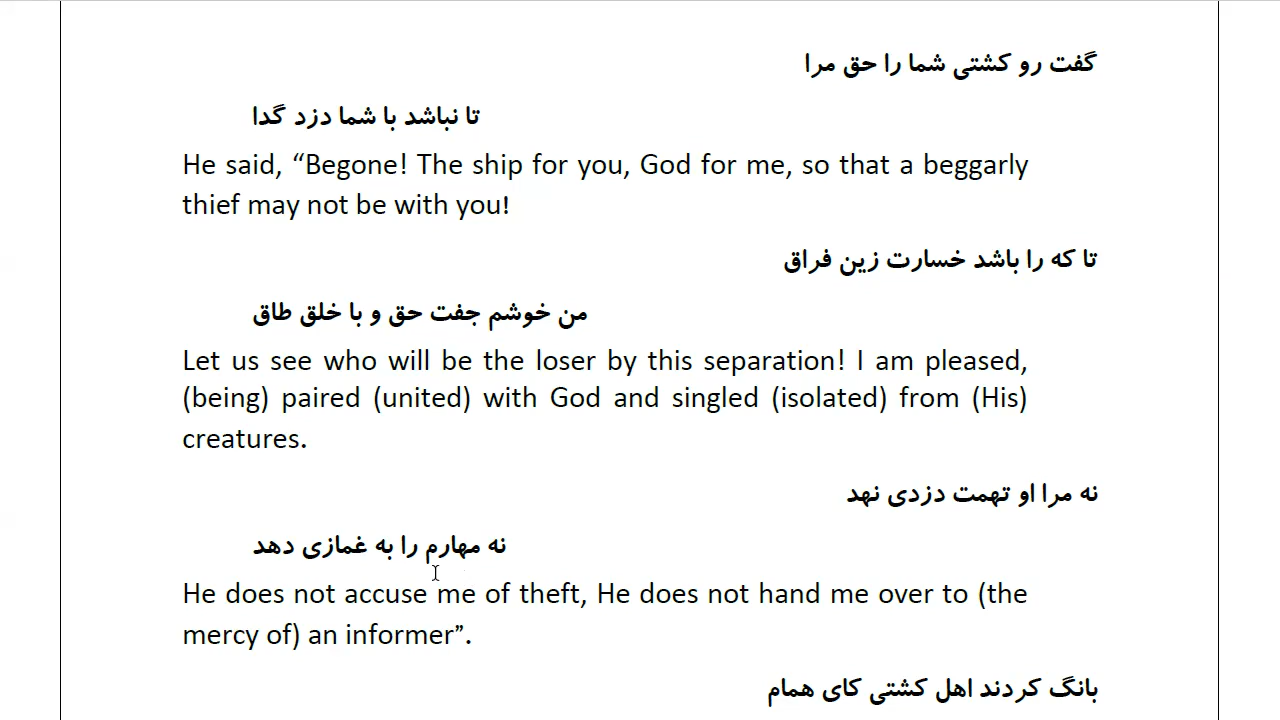 گفت رو کشتی شما را حق مرا
تا نباشد با شما دزد گدا
He said, “Begone! The ship for you, God for me, so that a beggarly
thief may not be with you!
تا که را باشد خسارت زین فراق
من خوشم جفت حق و با خلق طاق
Let us see who will be the loser by this separation! I am pleased,
(being) paired (united) with God and singled (isolated) from (His)
creatures.
نه مرا او تهمت دزدی نهد
نه مهارم را به غمازی دهد
He does not accuse me of theft, He does not hand me over to (the
mercy of) an informer”.
بانگ کردند اهل کشتی کای همام